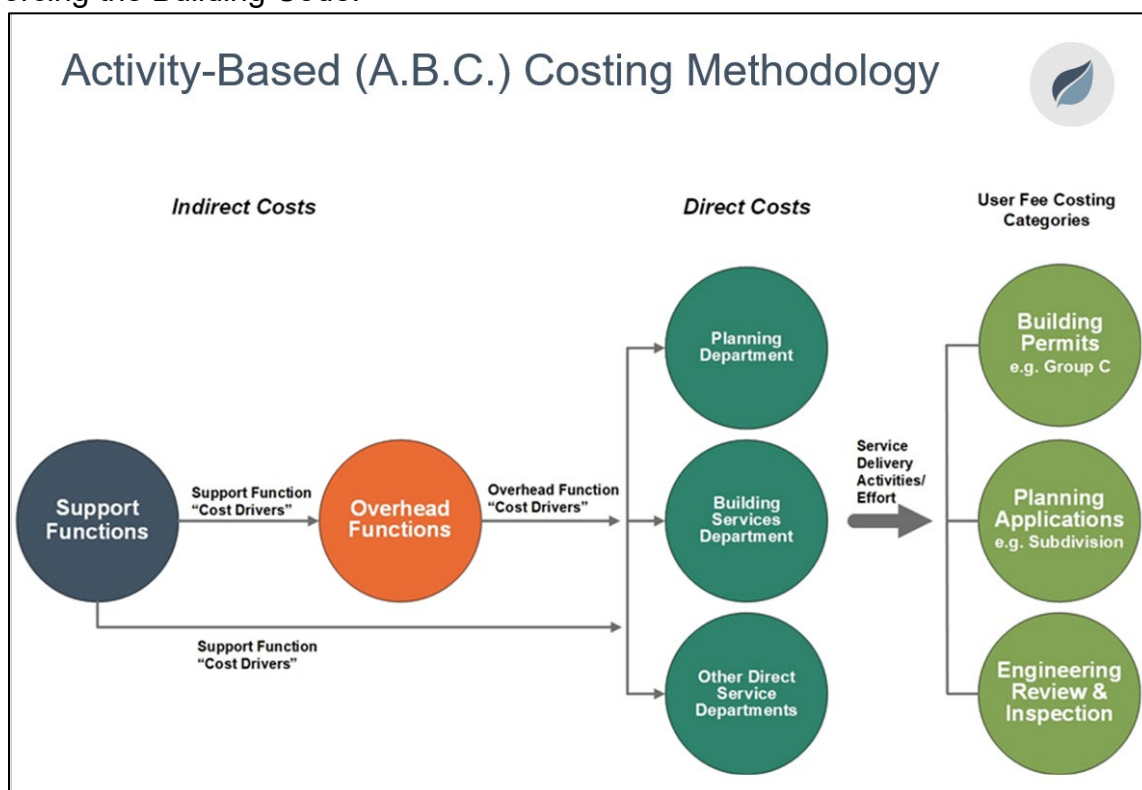 Activity-Based (A.B.C.) Costing Methodology
Indirect Costs
Direct Costs
User Fee Costing
Categories
Support
Functions
Support Function
“Cost Drivers”
Overhead
Functions
Overhead Function
“Cost Drivers”
Support Function
“Cost Drivers”
Planning
Department
Building
Services
Department
Other Direct
Service
Departments
Service
Delivery
Activities/
Effort
Building
Permits
e.g. Group C
Planning
Applications
e.g. Subdivision
Engineering
Review &
Inspection